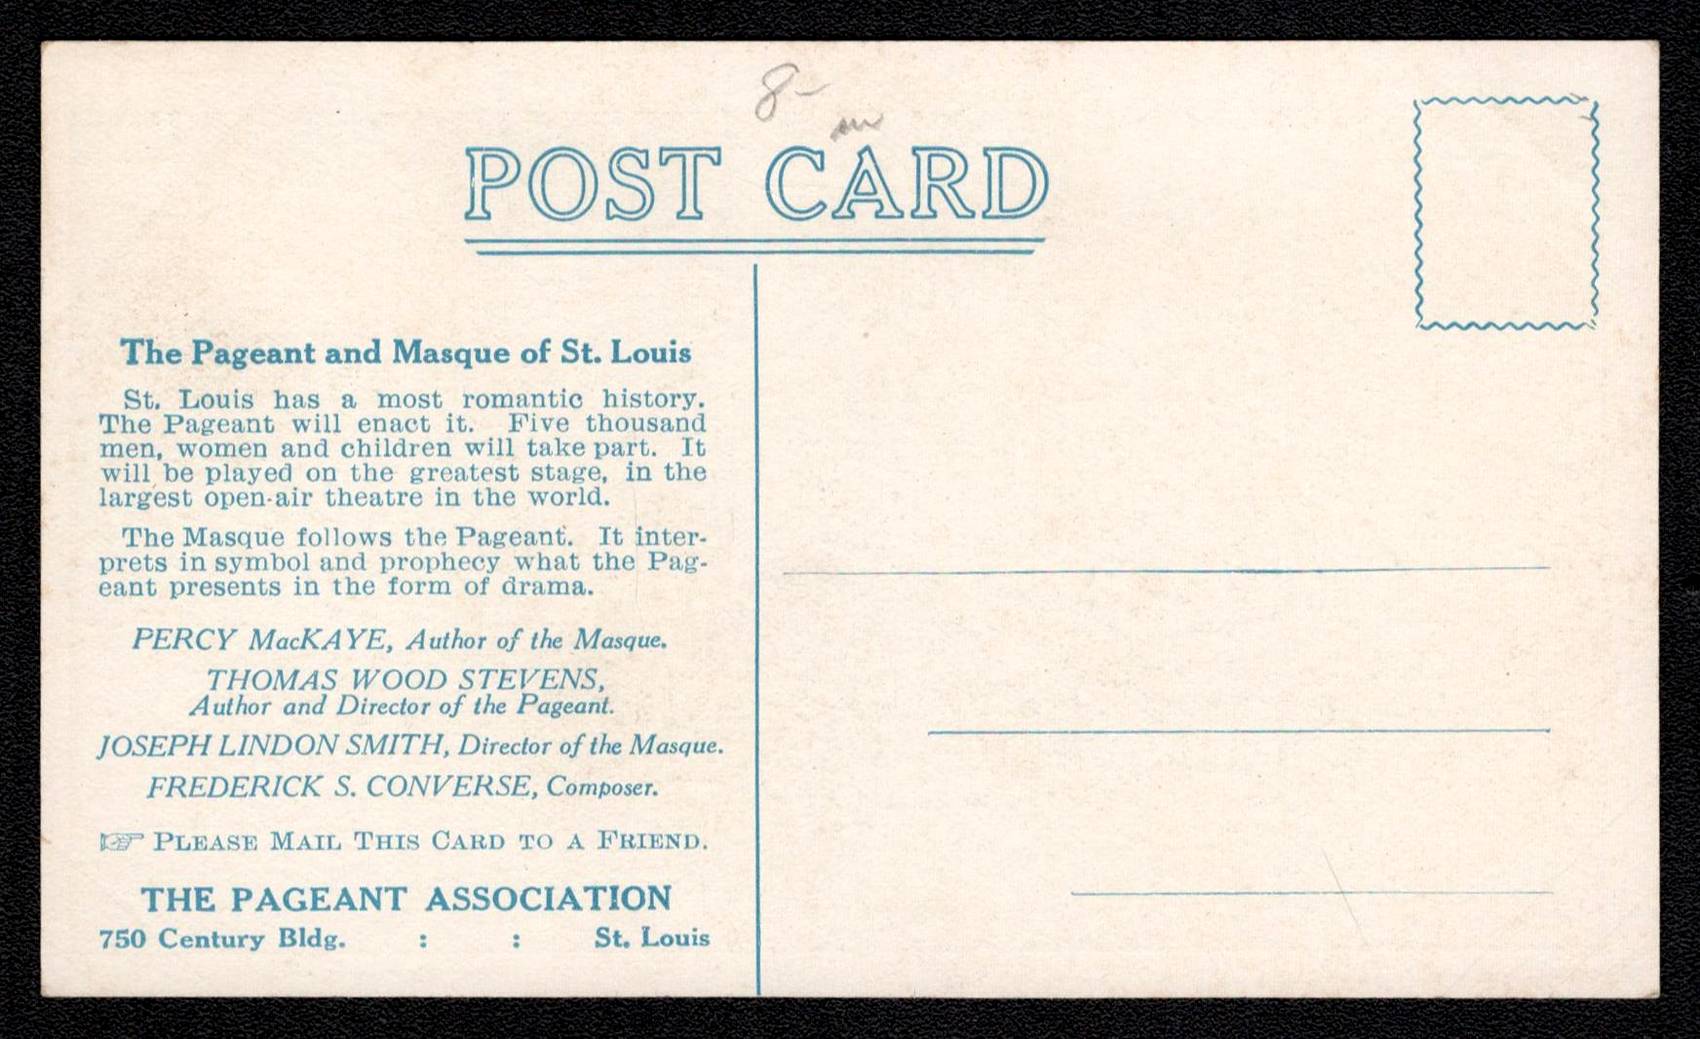 8-
POST CARD
The Pageant and Masque of St. Louis
St. Louis has a most romantic history.
The Pageant will enact it. Five thousand
men, women and children will take part. It
will be played on the greatest stage, in the
largest open-air theatre in the world.
The Masque follows the Pageant. It inter-
prets in symbol and prophecy what the Pag-
eant presents in the form of drama.
PERCY MacKAYE, Author of the Masque.
THOMAS WOOD STEVENS,
Author and Director of the Pageant.
JOSEPH LINDON SMITH, Director of the Masque.
FREDERICK S. CONVERSE, Composer.
☞ PLEASE MAIL THIS CARD TO A FRIEND.
THE PAGEANT ASSOCIATION
750 Century Bldg. : : St. Louis